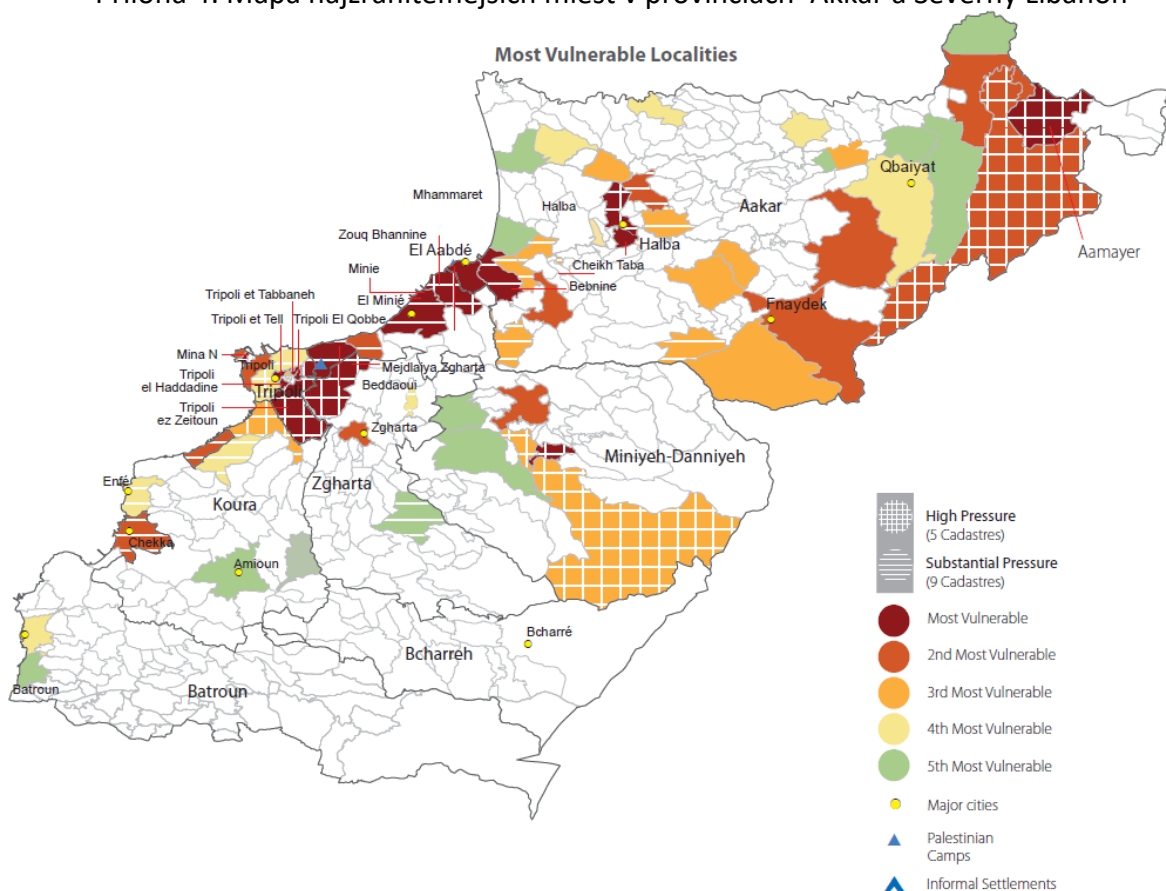 Príloha 4: Mapa najzraniteľnejších miest v provinciách Akkar a Severný Libanon
Most Vulnerable Localities
Qbaiyat
Mhammaret
Halba
Aakar
Zouq Bhannine
El Aabdé
Halba
Aamayer
Minie
Cheikh Taba
Bebnine
Tripoli et Tabbaneh
El Minié
Fnaydek
Tripoli et Tell
Tripoli El Qobbe
Mina N
Tripoli
Mejdlaiya Zgharta
Tripoli
el Haddadine
Beddaoui
Tripoli
Tripoli
ez Zeitoun
Zgharta
Miniyeh-Danniyeh
Enfé
Zgharta
Koura
Chekka
Amioun
Bcharré
Bcharreh
Batroun
Batroun
High Pressure
(5 Cadastres)
Substantial Pressure
(9 Cadastres)
Most Vulnerable
2nd Most Vulnerable
3rd Most Vulnerable
4th Most Vulnerable
5th Most Vulnerable
Major cities
Palestinian
Camps
Informal Settlements